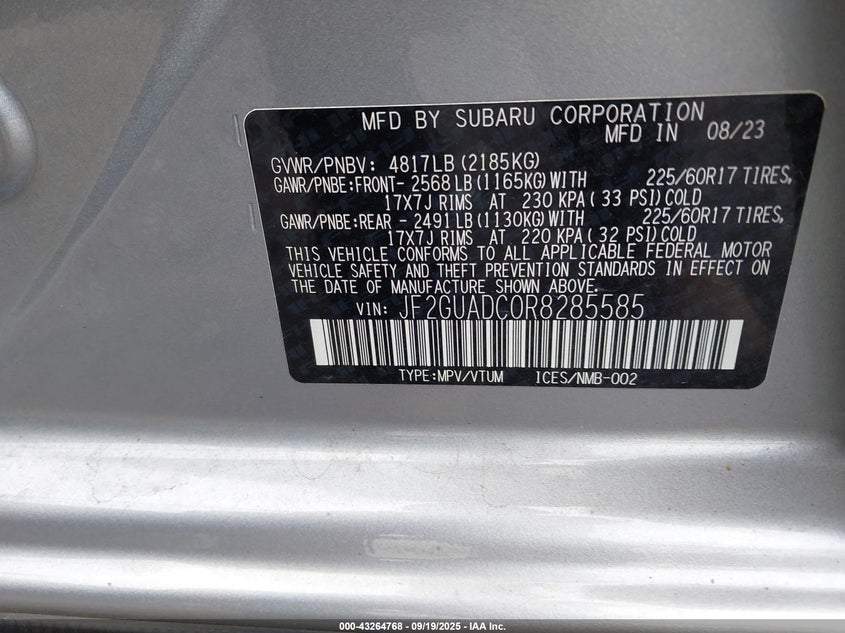 MFD BY SUBARU CORPORATION
MFD IN 08/23
GVWR/PNBV: 4817LB (2185KG)
GAWR/PNBE:FRONT- 2568LB (1165KG)WITH 225/60R17 TIRES,
17X7J RIMS AT 230 KPA (33 PSI)COLD
GAWR/PNBE:REAR - 2491LB (1130KG)WITH 225/60R17 TIRES,
17X7J RIMS AT 220 KPA (32 PSI)COLD
THIS VEHICLE CONFORMS TO ALL APPLICABLE FEDERAL MOTOR
VEHICLE SAFETY AND THEFT PREVENTION STANDARDS IN EFFECT ON
THE DATE OF MANUFACTURE SHOWN ABOVE.
VIN: JF2GUADC0R8285585
TYPE:MPV/VTUM ICES/NMB-002
000-43264768 - 09/19/2025 - IAA Inc.